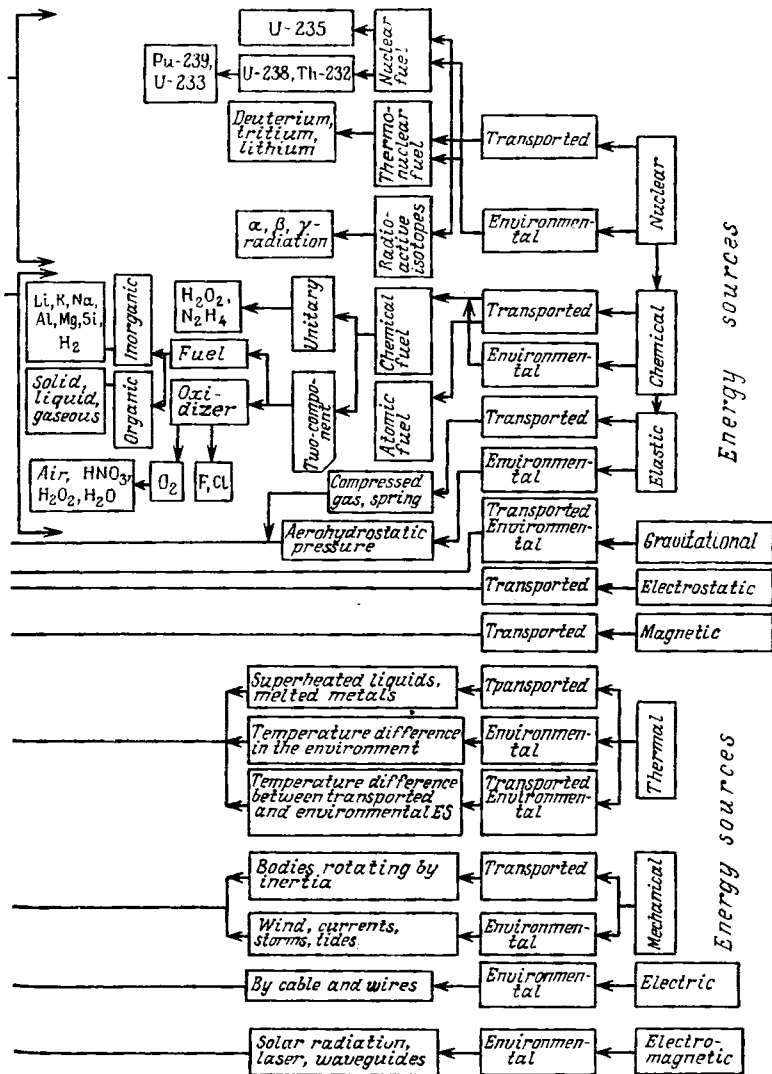 U-235
Pu-239,
U-233
U-238, Th-232
Nuclear
fuel
Deuterium,
tritium,
lithium
Thermo-
nuclear
fuel
Transported
Nuclear
α, β, γ-
radiation
Radio-
active
isotopes
Environmen-
tal
Energy sources
Li, K, Na,
Al, Mg, Si,
H2
Inorganic
H2O2,
N2H4
Unitary
Chemical fuel
Transported
Chemical
Fuel
Environmen-
tal
Solid,
liquid,
gaseous
Organic
Oxi-
dizer
Two-compo-
nent
Atomic fuel
Transported
Elastic
Air, HNO3,
H2O2, H2O
O2
F, Cl
Compressed
gas, spring
Environmen-
tal
Aerohydrostatic
pressure
Transported
Environmen-
tal
Gravitational
Transported
Electrostatic
Transported
Magnetic
Superheated liquids,
melted metals
Tpansported
Thermal
Temperature difference
in the environment
Environmen-
tal
Temperature difference
between transported
and environmental ES
Transported
Environmen-
tal
Energy sources
Bodies rotating by
inertia
Transported
Mechanical
Wind, currents,
storms, tides
Environmen-
tal
By cable and wires
Environmen-
tal
Electric
Solar radiation,
laser, waveguides
Environmen-
tal
Electro-
magnetic